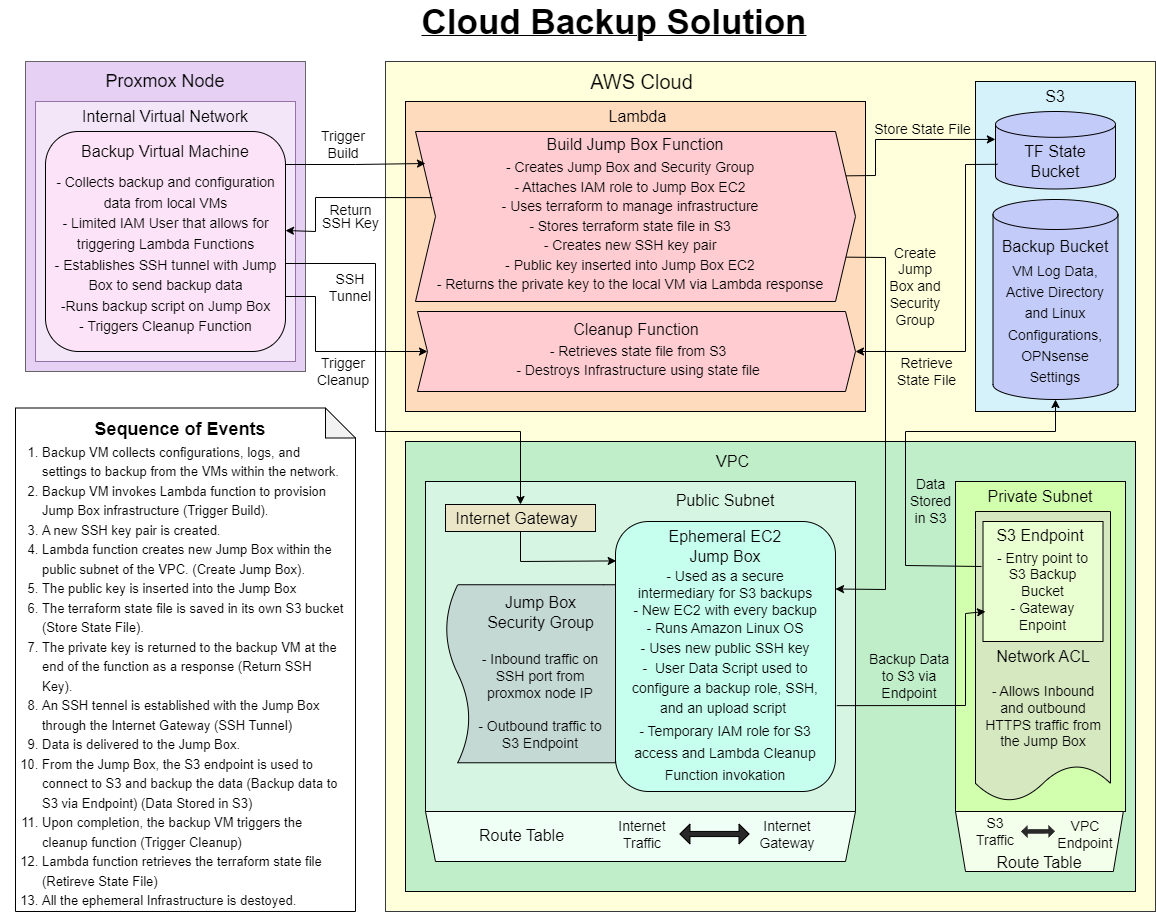 Cloud Backup Solution
Proxmox Node
Internal Virtual Network
Backup Virtual Machine
- Collects backup and configuration
data from local VMs
- Limited IAM User that allows for
triggering Lambda Functions
- Establishes SSH tunnel with Jump
Box to send backup data
-Runs backup script on Jump Box
- Triggers Cleanup Function
Trigger
Build
Return
SSH Key
SSH
Tunnel
Trigger
Cleanup
AWS Cloud
Lambda
Build Jump Box Function
- Creates Jump Box and Security Group
- Attaches IAM role to Jump Box EC2
- Uses terraform to manage infrastructure
- Stores terraform state file in S3
- Creates new SSH key pair
- Public key inserted into Jump Box EC2
- Returns the private key to the local VM via Lambda response
Cleanup Function
- Retrieves state file from S3
- Destroys Infrastructure using state file
Store State File
Create
Jump
Box and
Security
Group
Retrieve
State File
S3
TF State
Bucket
Backup Bucket
VM Log Data,
Active Directory
and Linux
Configurations,
OPNsense
Settings
Sequence of Events
1. Backup VM collects configurations, logs, and
settings to backup from the VMs within the network.
2. Backup VM invokes Lambda function to provision
Jump Box infrastructure (Trigger Build).
3. A new SSH key pair is created.
4. Lambda function creates new Jump Box within the
public subnet of the VPC. (Create Jump Box).
5. The public key is inserted into the Jump Box
6. The terraform state file is saved in its own S3 bucket
(Store State File).
7. The private key is returned to the backup VM at the
end of the function as a response (Return SSH
Key).
8. An SSH tennel is established with the Jump Box
through the Internet Gateway (SSH Tunnel)
9. Data is delivered to the Jump Box.
10. From the Jump Box, the S3 endpoint is used to
connect to S3 and backup the data (Backup data to
S3 via Endpoint) (Data Stored in S3)
11. Upon completion, the backup VM triggers the
cleanup function (Trigger Cleanup)
12. Lambda function retrieves the terraform state file
(Retireve State File)
13. All the ephemeral Infrastructure is destoyed.
VPC
Public Subnet
Internet Gateway
Jump Box
Security Group
- Inbound traffic on
SSH port from
proxmox node IP
- Outbound traffic to
S3 Endpoint
Ephemeral EC2
Jump Box
- Used as a secure
intermediary for S3 backups
- New EC2 with every backup
- Runs Amazon Linux OS
- Uses new public SSH key
- User Data Script used to
configure a backup role, SSH,
and an upload script
- Temporary IAM role for S3
access and Lambda Cleanup
Function invokation
Route Table
Internet
Traffic
Internet
Gateway
Data
Stored
in S3
Backup Data
to S3 via
Endpoint
Private Subnet
S3 Endpoint
- Entry point to
S3 Backup
Bucket
- Gateway
Enpoint
Network ACL
- Allows Inbound
and outbound
HTTPS traffic from
the Jump Box
S3
Traffic
VPC
Endpoint
Route Table